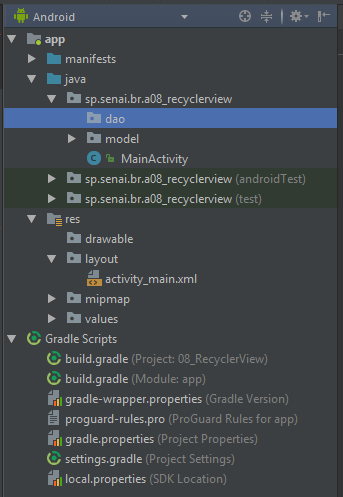 Android
app
manifests
java
sp.senai.br.a08_recyclerview
dao
model
C MainActivity
sp.senai.br.a08_recyclerview (androidTest)
sp.senai.br.a08_recyclerview (test)
res
drawable
layout
activity_main.xml
mipmap
values
Gradle Scripts
build.gradle (Project: 08_RecyclerView)
build.gradle (Module: app)
gradle-wrapper.properties (Gradle Version)
proguard-rules.pro (ProGuard Rules for app)
gradle.properties (Project Properties)
settings.gradle (Project Settings)
local.properties (SDK Location)